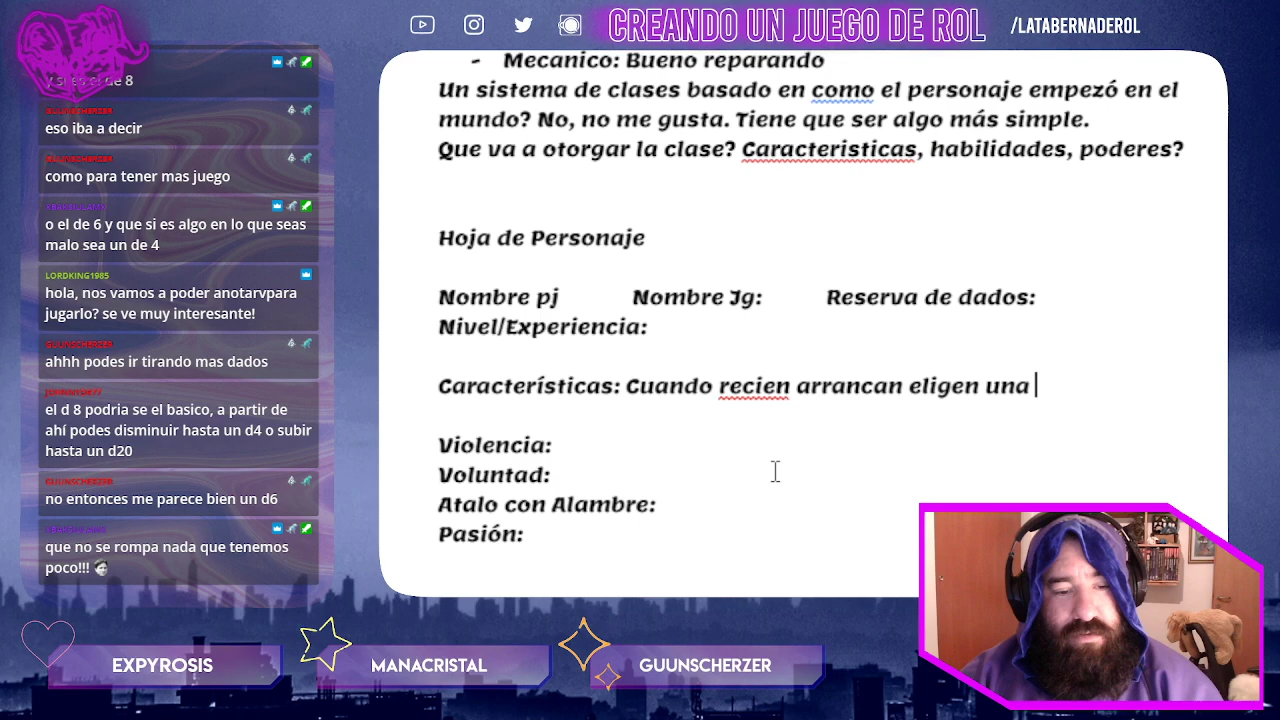 CREANDO UN JUEGO DE ROL
/LATABERNADEROL
- Mecanico: Bueno reparando
Un sistema de clases basado en como el personaje empezó en el
mundo? No, no me gusta. Tiene que ser algo más simple.
Que va a otorgar la clase? Caracteristicas, habilidades, poderes?
Hoja de Personaje
Nombre pj Nombre Jg: Reserva de dados:
Nivel/Experiencia:
Características: Cuando recien arrancan eligen una
Violencia:
Voluntad:
Atalo con Alambre:
Pasión:
de 8
GUUNSCHERZER
eso iba a decir
GUUNSCHERZER
como para tener mas juego
o el de 6 y que si es algo en lo que seas
malo sea un de 4
LORDKING1985
hola, nos vamos a poder anotarvpara
jugarlo? se ve muy interesante!
GUUNSCHERZER
ahhh podes ir tirando mas dados
el d 8 podria se el basico, a partir de
ahí podes disminuir hasta un d4 o subir
hasta un d20
GUUNSCHERZER
no entonces me parece bien un d6
que no se rompa nada que tenemos
poco!!!
EXPYROSIS
MANACRISTAL
GUUNSCHERZER